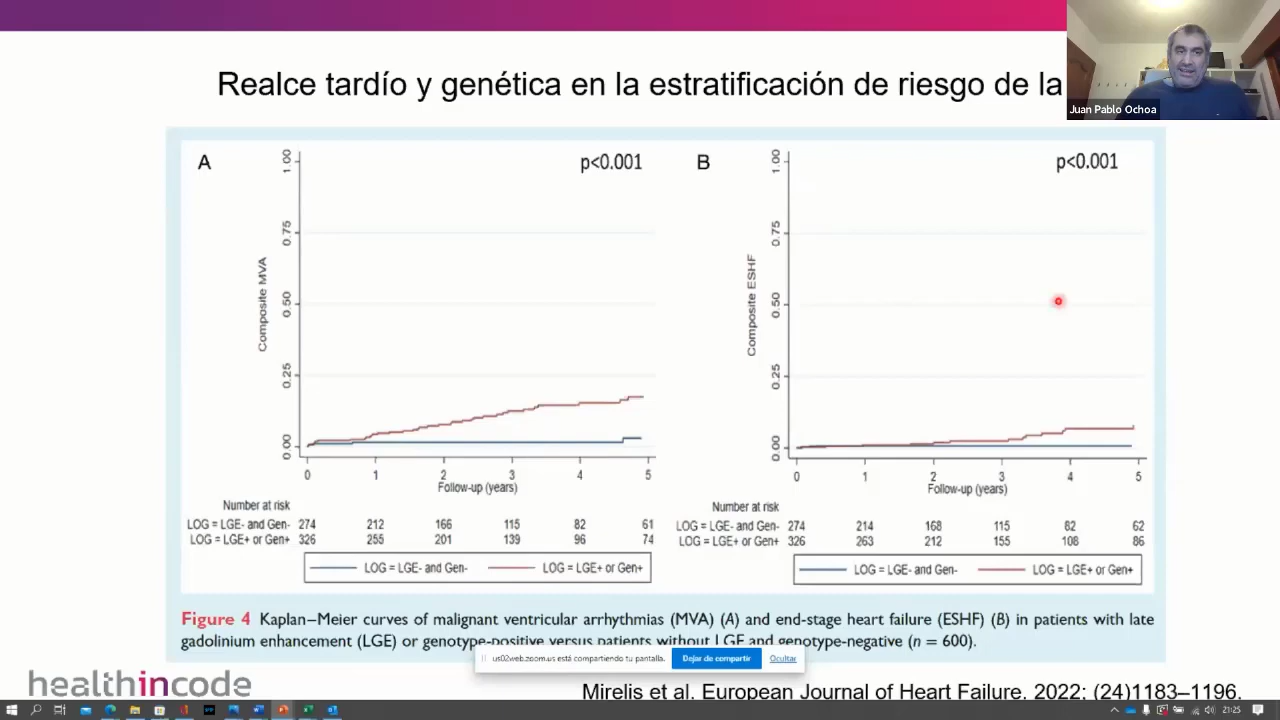 Realce tardío y genética en la estratificación de riesgo de la
Juan Pablo Ochoa
A
p<0.001
Composite MVA
1.00
0.75
0.50
0.25
0.00
0 1 2 3 4 5
Follow-up (years)
Number at risk
LOG = LGE- and Gen- 274 212 166 115 82 61
LOG = LGE+ or Gen+ 326 255 201 139 96 74
LOG = LGE- and Gen- LOG = LGE+ or Gen+
B
p<0.001
Composite ESHF
1.00
0.75
0.50
0.25
0.00
0 1 2 3 4 5
Follow-up (years)
Number at risk
LOG = LGE- and Gen- 274 214 168 115 82 62
LOG = LGE+ or Gen+ 326 263 212 155 108 86
LOG = LGE- and Gen- LOG = LGE+ or Gen+
Figure 4 Kaplan–Meier curves of malignant ventricular arrhythmias (MVA) (A) and end-stage heart failure (ESHF) (B) in patients with late
gadolinium enhancement (LGE) or genotype-positive versus patients without LGE and genotype-negative (n = 600).
us02web.zoom.us está compartiendo tu pantalla. Dejar de compartir Ocultar
healthincode
Mirelis et al. European Journal of Heart Failure. 2022; (24)1183–1196.
21:25